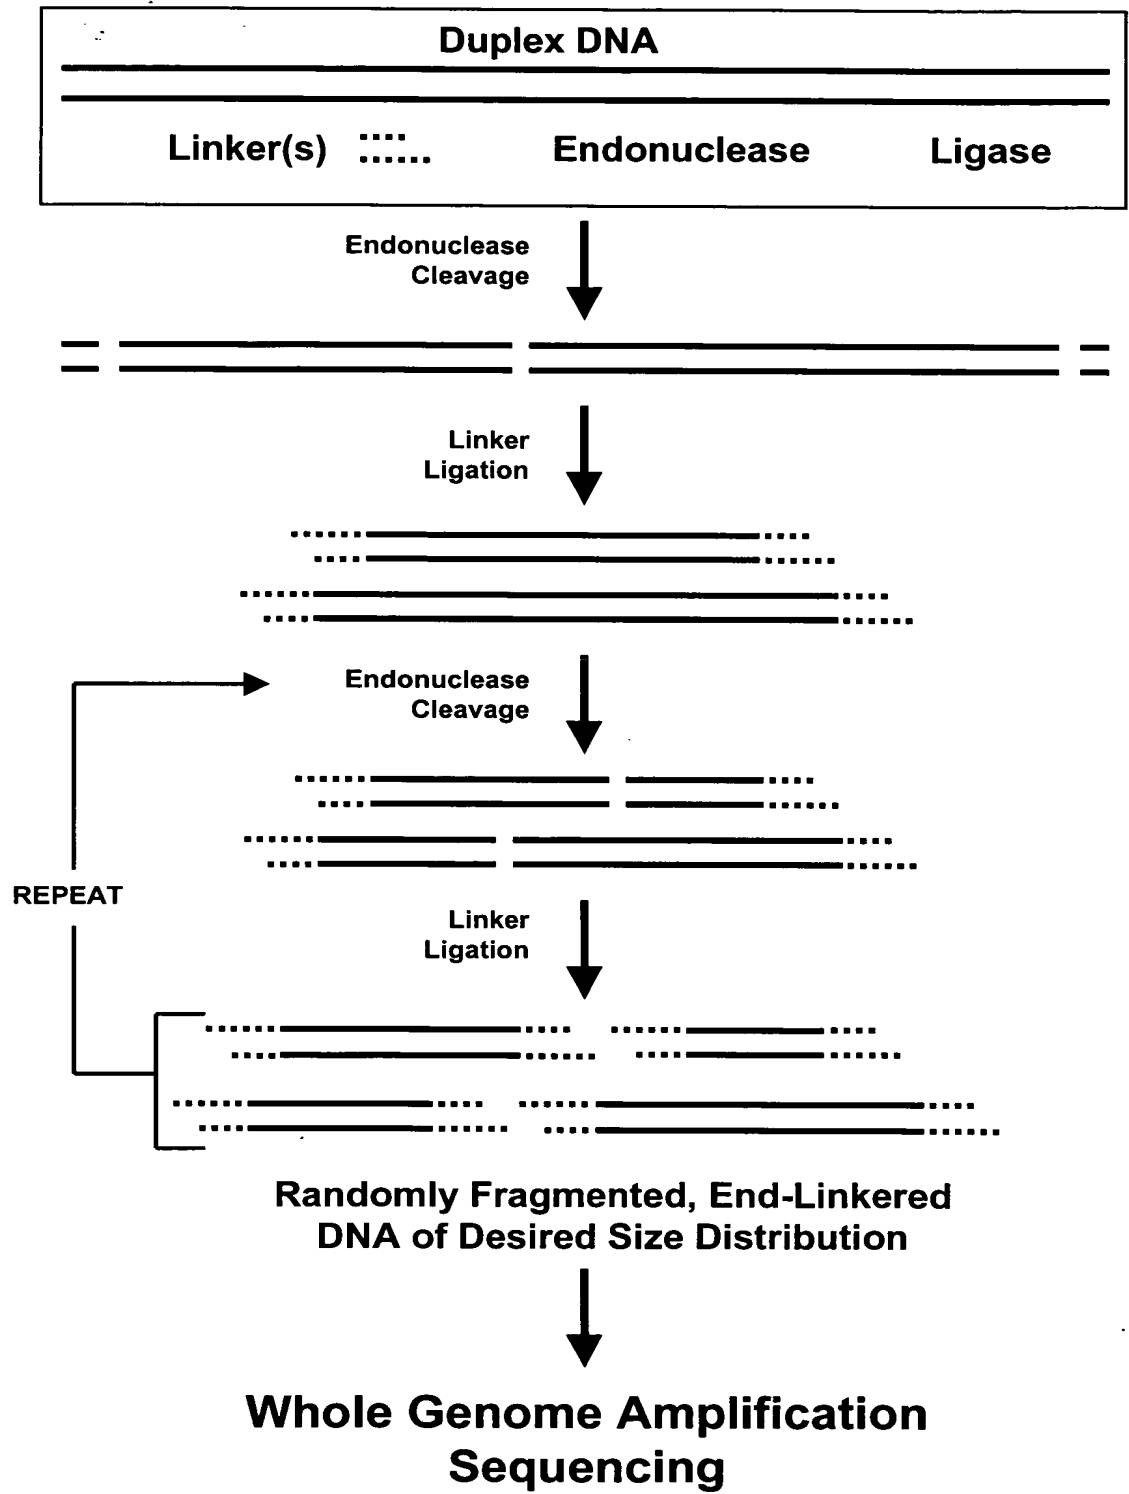 Duplex DNA
Linker(s) Endonuclease Ligase
Endonuclease
Cleavage
Linker
Ligation
Endonuclease
Cleavage
REPEAT
Linker
Ligation
Randomly Fragmented, End-Linkered
DNA of Desired Size Distribution
Whole Genome Amplification
Sequencing